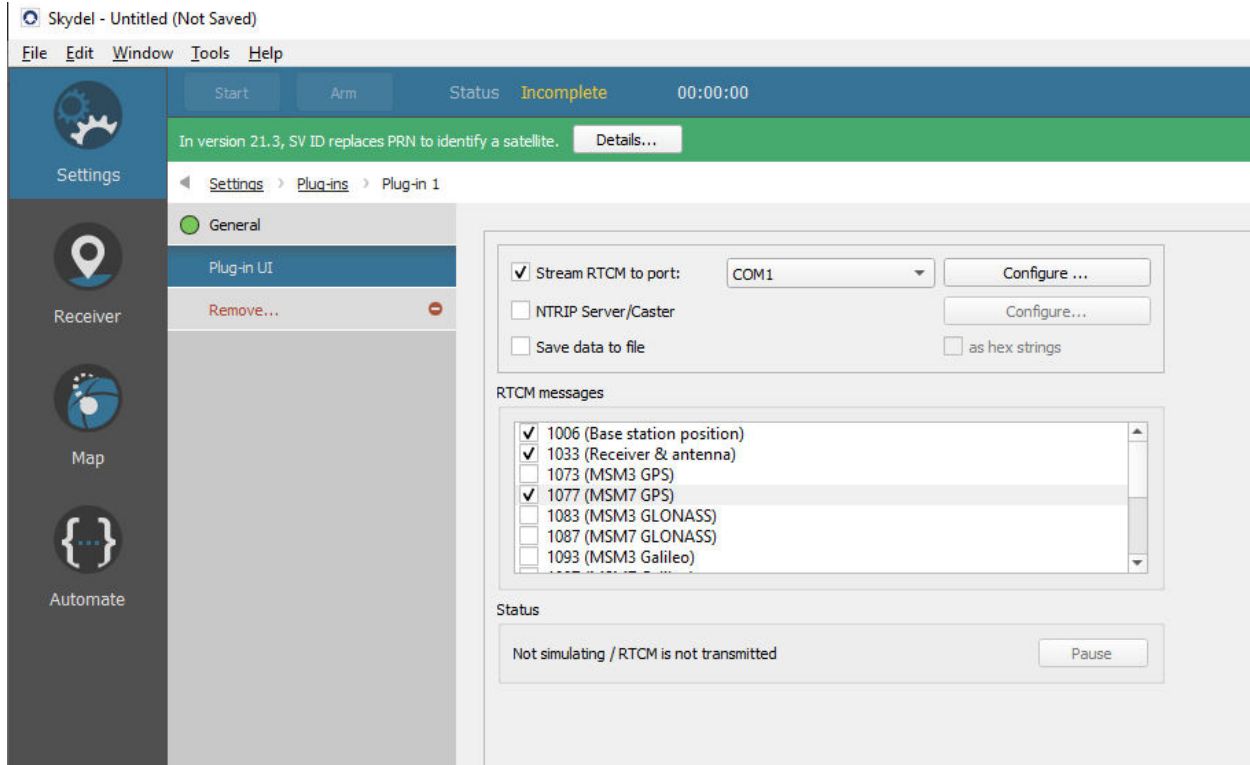 Skydel - Untitled (Not Saved)
File Edit Window Tools Help
Start Arm Status Incomplete 00:00:00
In version 21.3, SV ID replaces PRN to identify a satellite. Details...
Settings
Settings > Plug-ins > Plug-in 1
General
Plug-in UI
Remove...
Receiver
Map
Automate
Stream RTCM to port: COM1 Configure ...
NTRIP Server/Caster Configure...
Save data to file as hex strings
RTCM messages
1006 (Base station position)
1033 (Receiver & antenna)
1073 (MSM3 GPS)
1077 (MSM7 GPS)
1083 (MSM3 GLONASS)
1087 (MSM7 GLONASS)
1093 (MSM3 Galileo)
Status
Not simulating / RTCM is not transmitted Pause